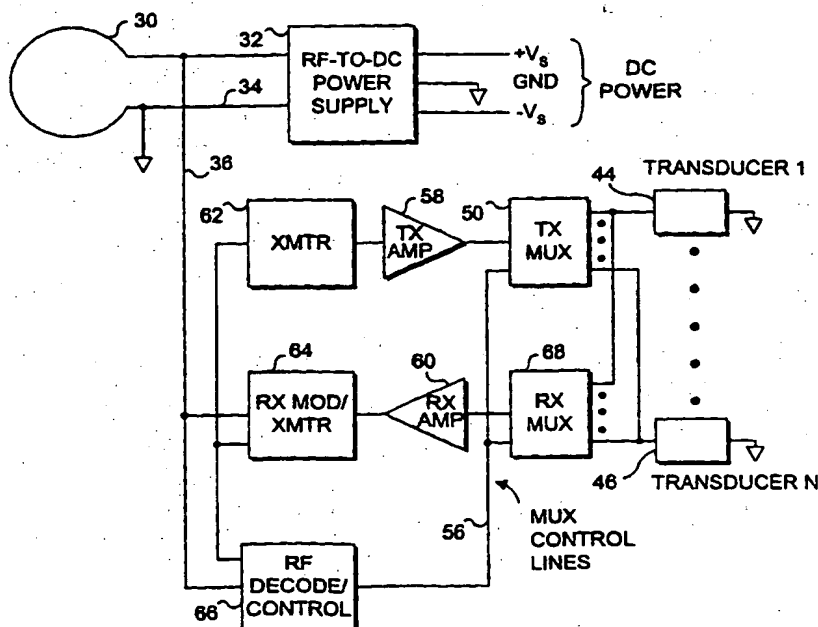 30
32
RF-TO-DC
POWER
SUPPLY
+Vs
GND
-Vs
DC
POWER
34
36
62
XMTR
58
TX
AMP
50
TX
MUX
44
TRANSDUCER 1
64
RX MOD/
XMTR
60
RX
AMP
68
RX
MUX
46
TRANSDUCER N
56
MUX
CONTROL
LINES
66
RF
DECODE/
CONTROL